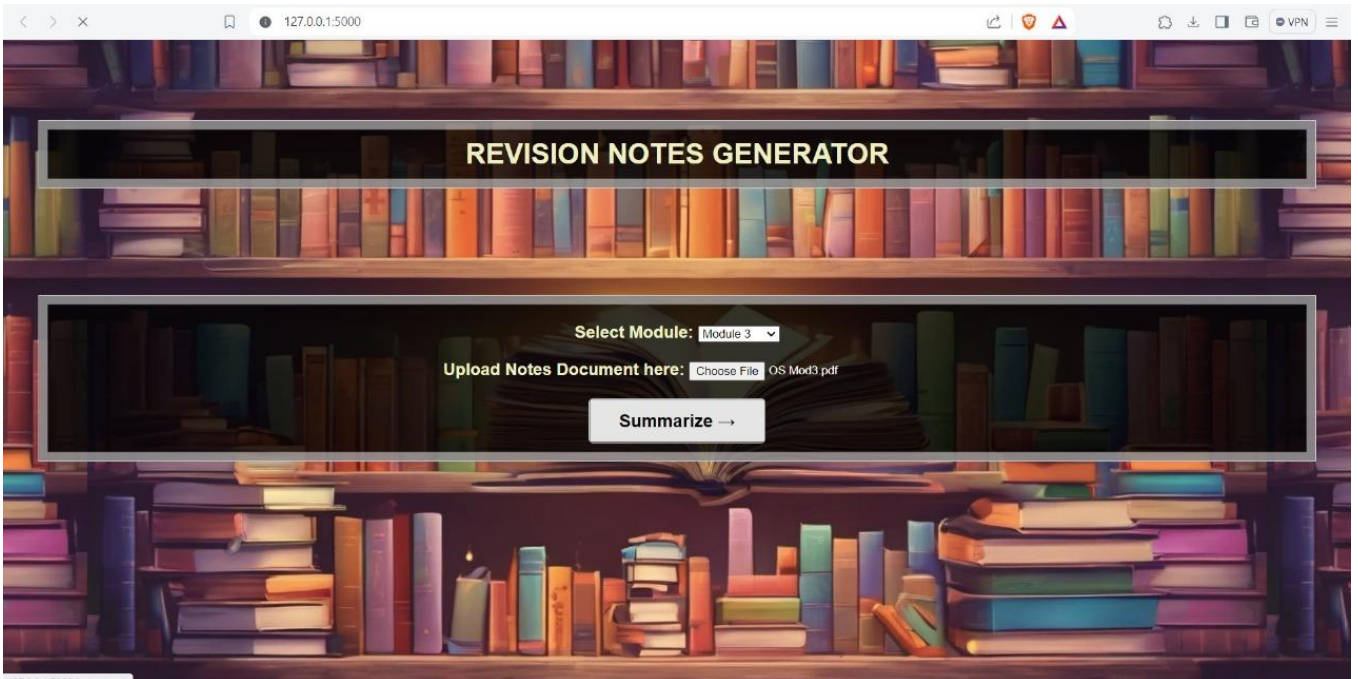 127.0.0.1:5000
VPN
REVISION NOTES GENERATOR
Select Module: Module 3
Upload Notes Document here: Choose File OS Mod3.pdf
Summarize →